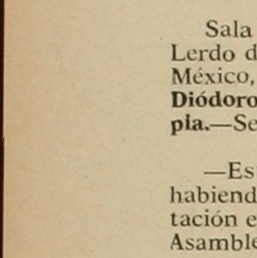 Sala
Lerdo d
México,
Diódoro
pia.—Se
—Es
habiend
tación e
Asamble